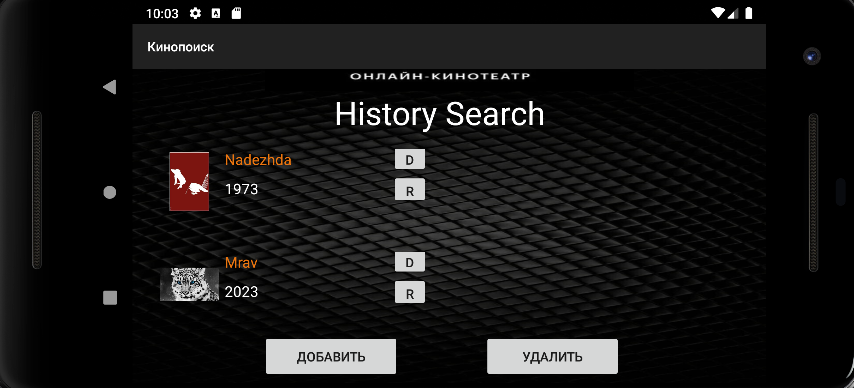 10:03
Кинопоиск
ОНЛАЙН-КИНОТЕАТР
History Search
Nadezhda
D
1973
R
Mrav
D
2023
R
ДОБАВИТЬ УДАЛИТЬ